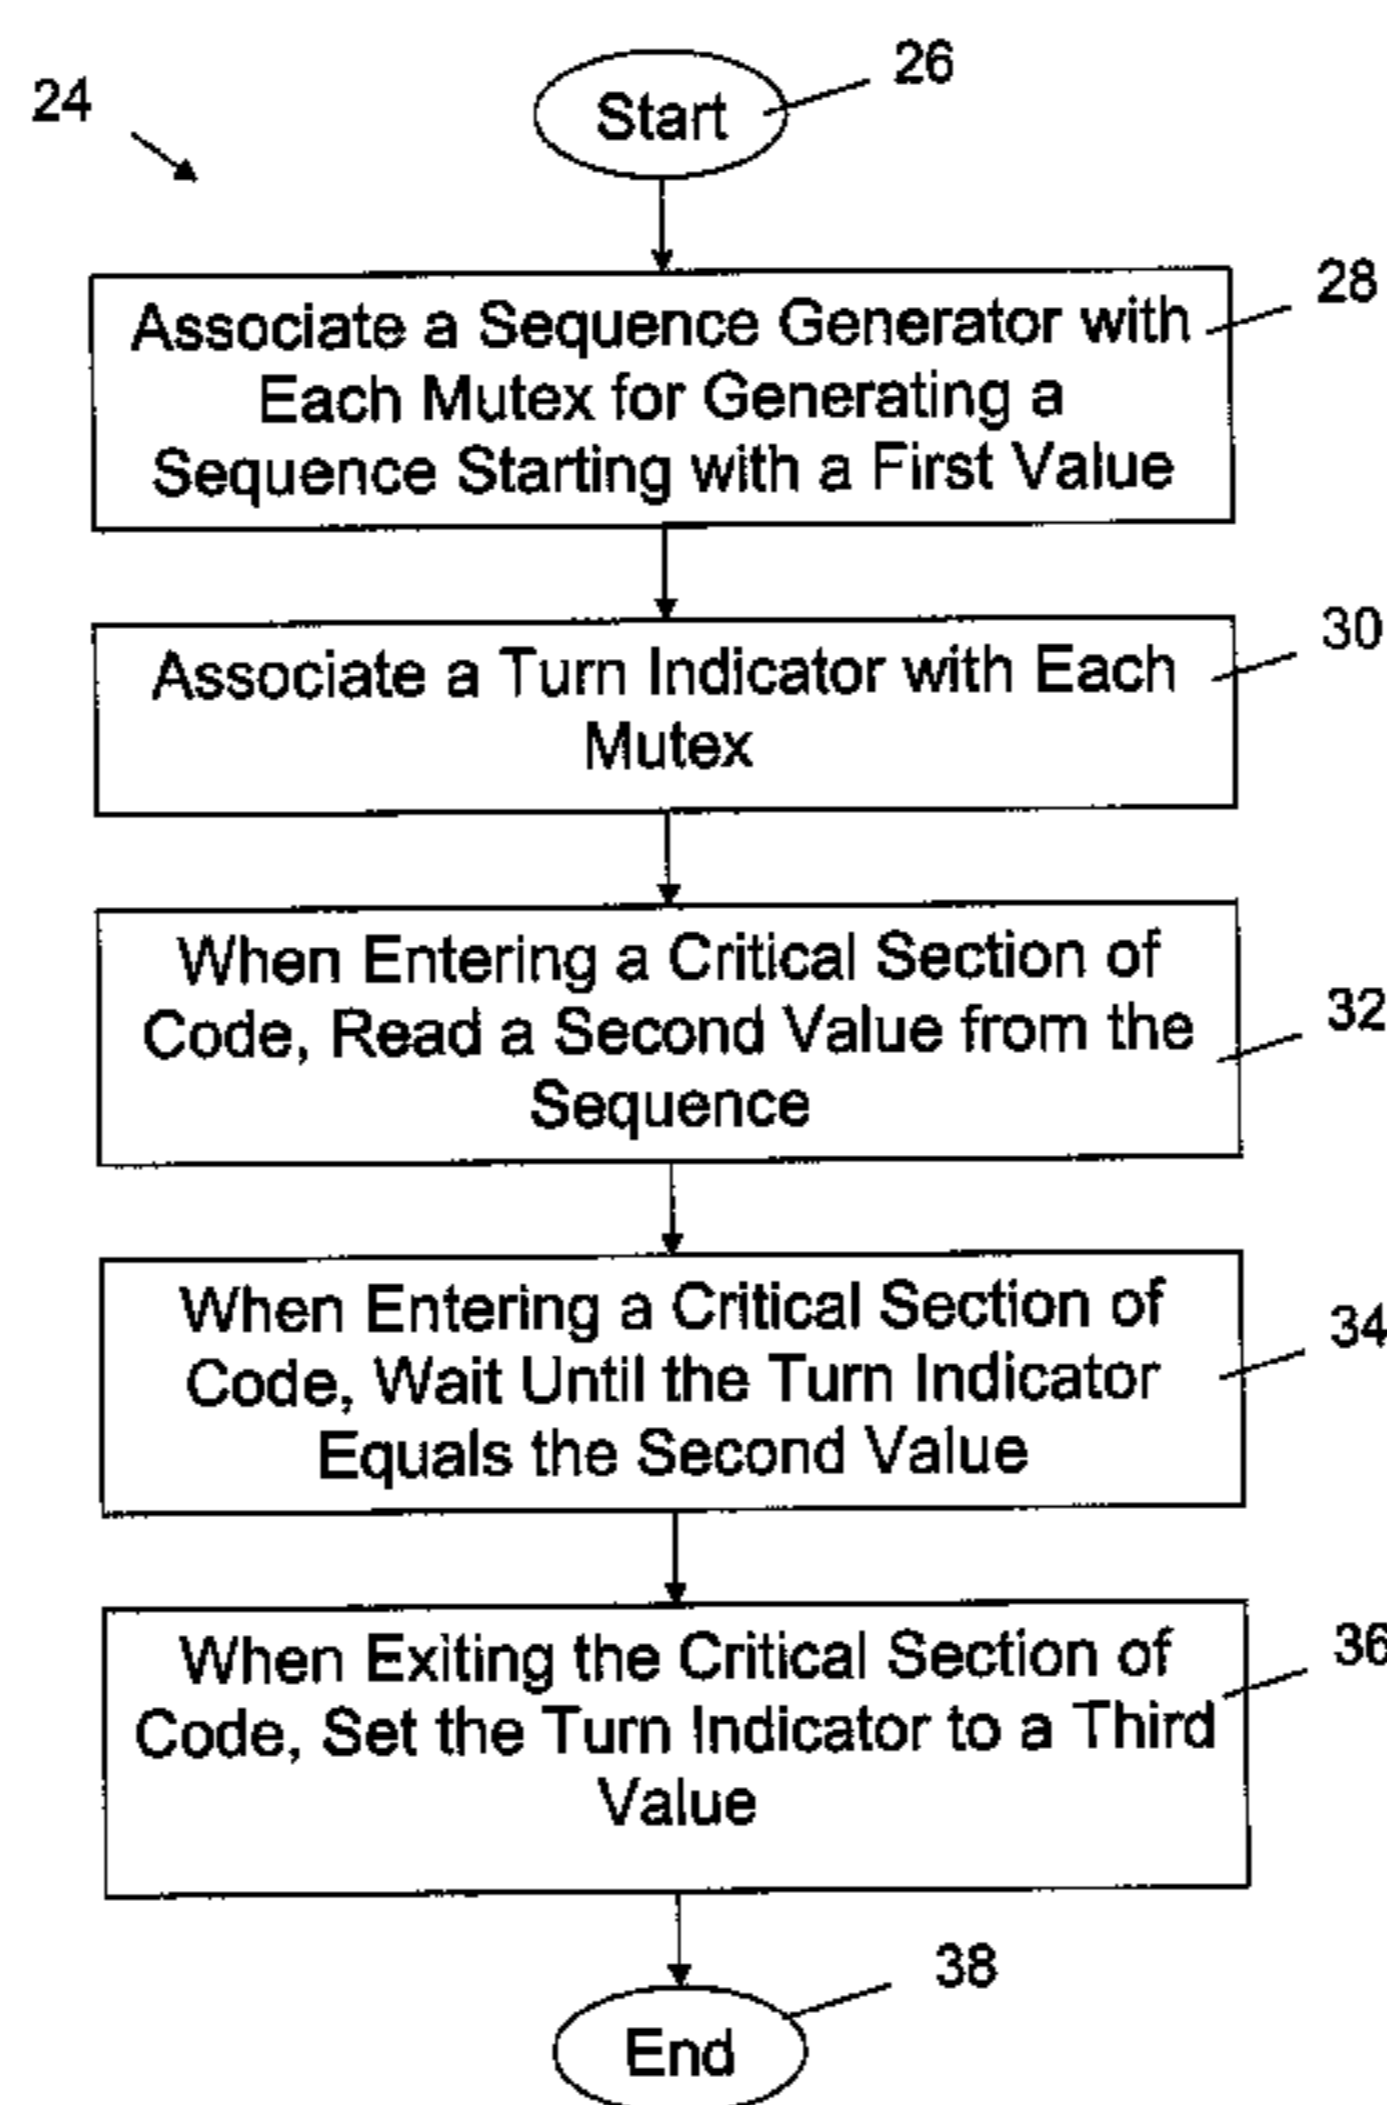 24
Start
26
Associate a Sequence Generator with
Each Mutex for Generating a
Sequence Starting with a First Value
28
Associate a Turn Indicator with Each
Mutex
30
When Entering a Critical Section of
Code, Read a Second Value from the
Sequence
32
When Entering a Critical Section of
Code, Wait Until the Turn Indicator
Equals the Second Value
34
When Exiting the Critical Section of
Code, Set the Turn Indicator to a Third
Value
36
38
End